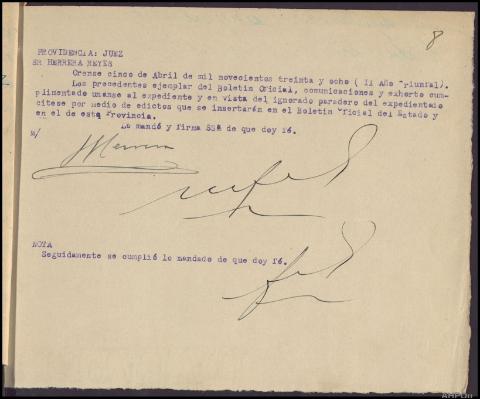 8
PROVIDENCIA: JUEZ
SR HERRERA REYES
Orense cinco de Abril de mil novecientos treinta y ocho ( II Año Triunfal).
Los precedentes ejemplar del Boletin Oficial, comunicaciones y exhorto cum-
plimentado unanse al expediente y en vista del ignorado paradero del expedientado
citese por medio de edictos que se insertarán en el Boletin Oficial del Estado y
en el de esta Provincia.
Lo mandó y firma SSª de que doy fé.
M/
Herrera
NOTA
Seguidamente se cumplió lo mandado de que doy fé.
AHPOu